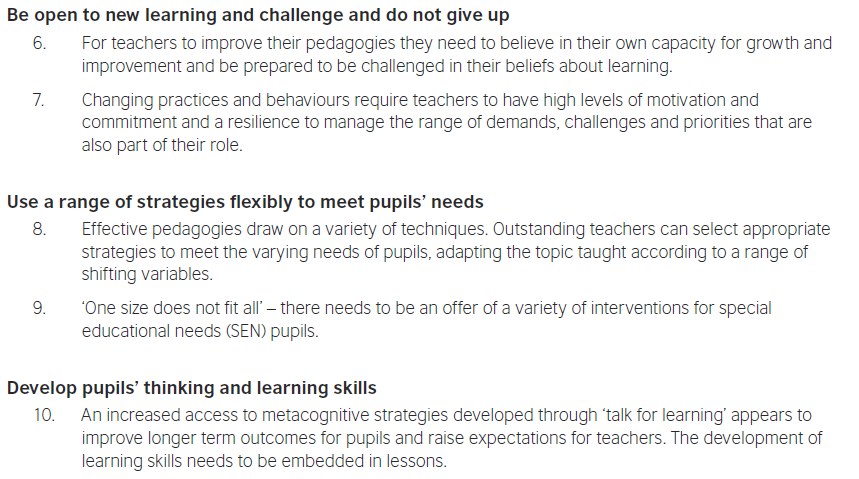 Be open to new learning and challenge and do not give up
6. For teachers to improve their pedagogies they need to believe in their own capacity for growth and
improvement and be prepared to be challenged in their beliefs about learning.
7. Changing practices and behaviours require teachers to have high levels of motivation and
commitment and a resilience to manage the range of demands, challenges and priorities that are
also part of their role.
Use a range of strategies flexibly to meet pupils’ needs
8. Effective pedagogies draw on a variety of techniques. Outstanding teachers can select appropriate
strategies to meet the varying needs of pupils, adapting the topic taught according to a range of
shifting variables.
9. ‘One size does not fit all’ – there needs to be an offer of a variety of interventions for special
educational needs (SEN) pupils.
Develop pupils’ thinking and learning skills
10. An increased access to metacognitive strategies developed through ‘talk for learning’ appears to
improve longer term outcomes for pupils and raise expectations for teachers. The development of
learning skills needs to be embedded in lessons.